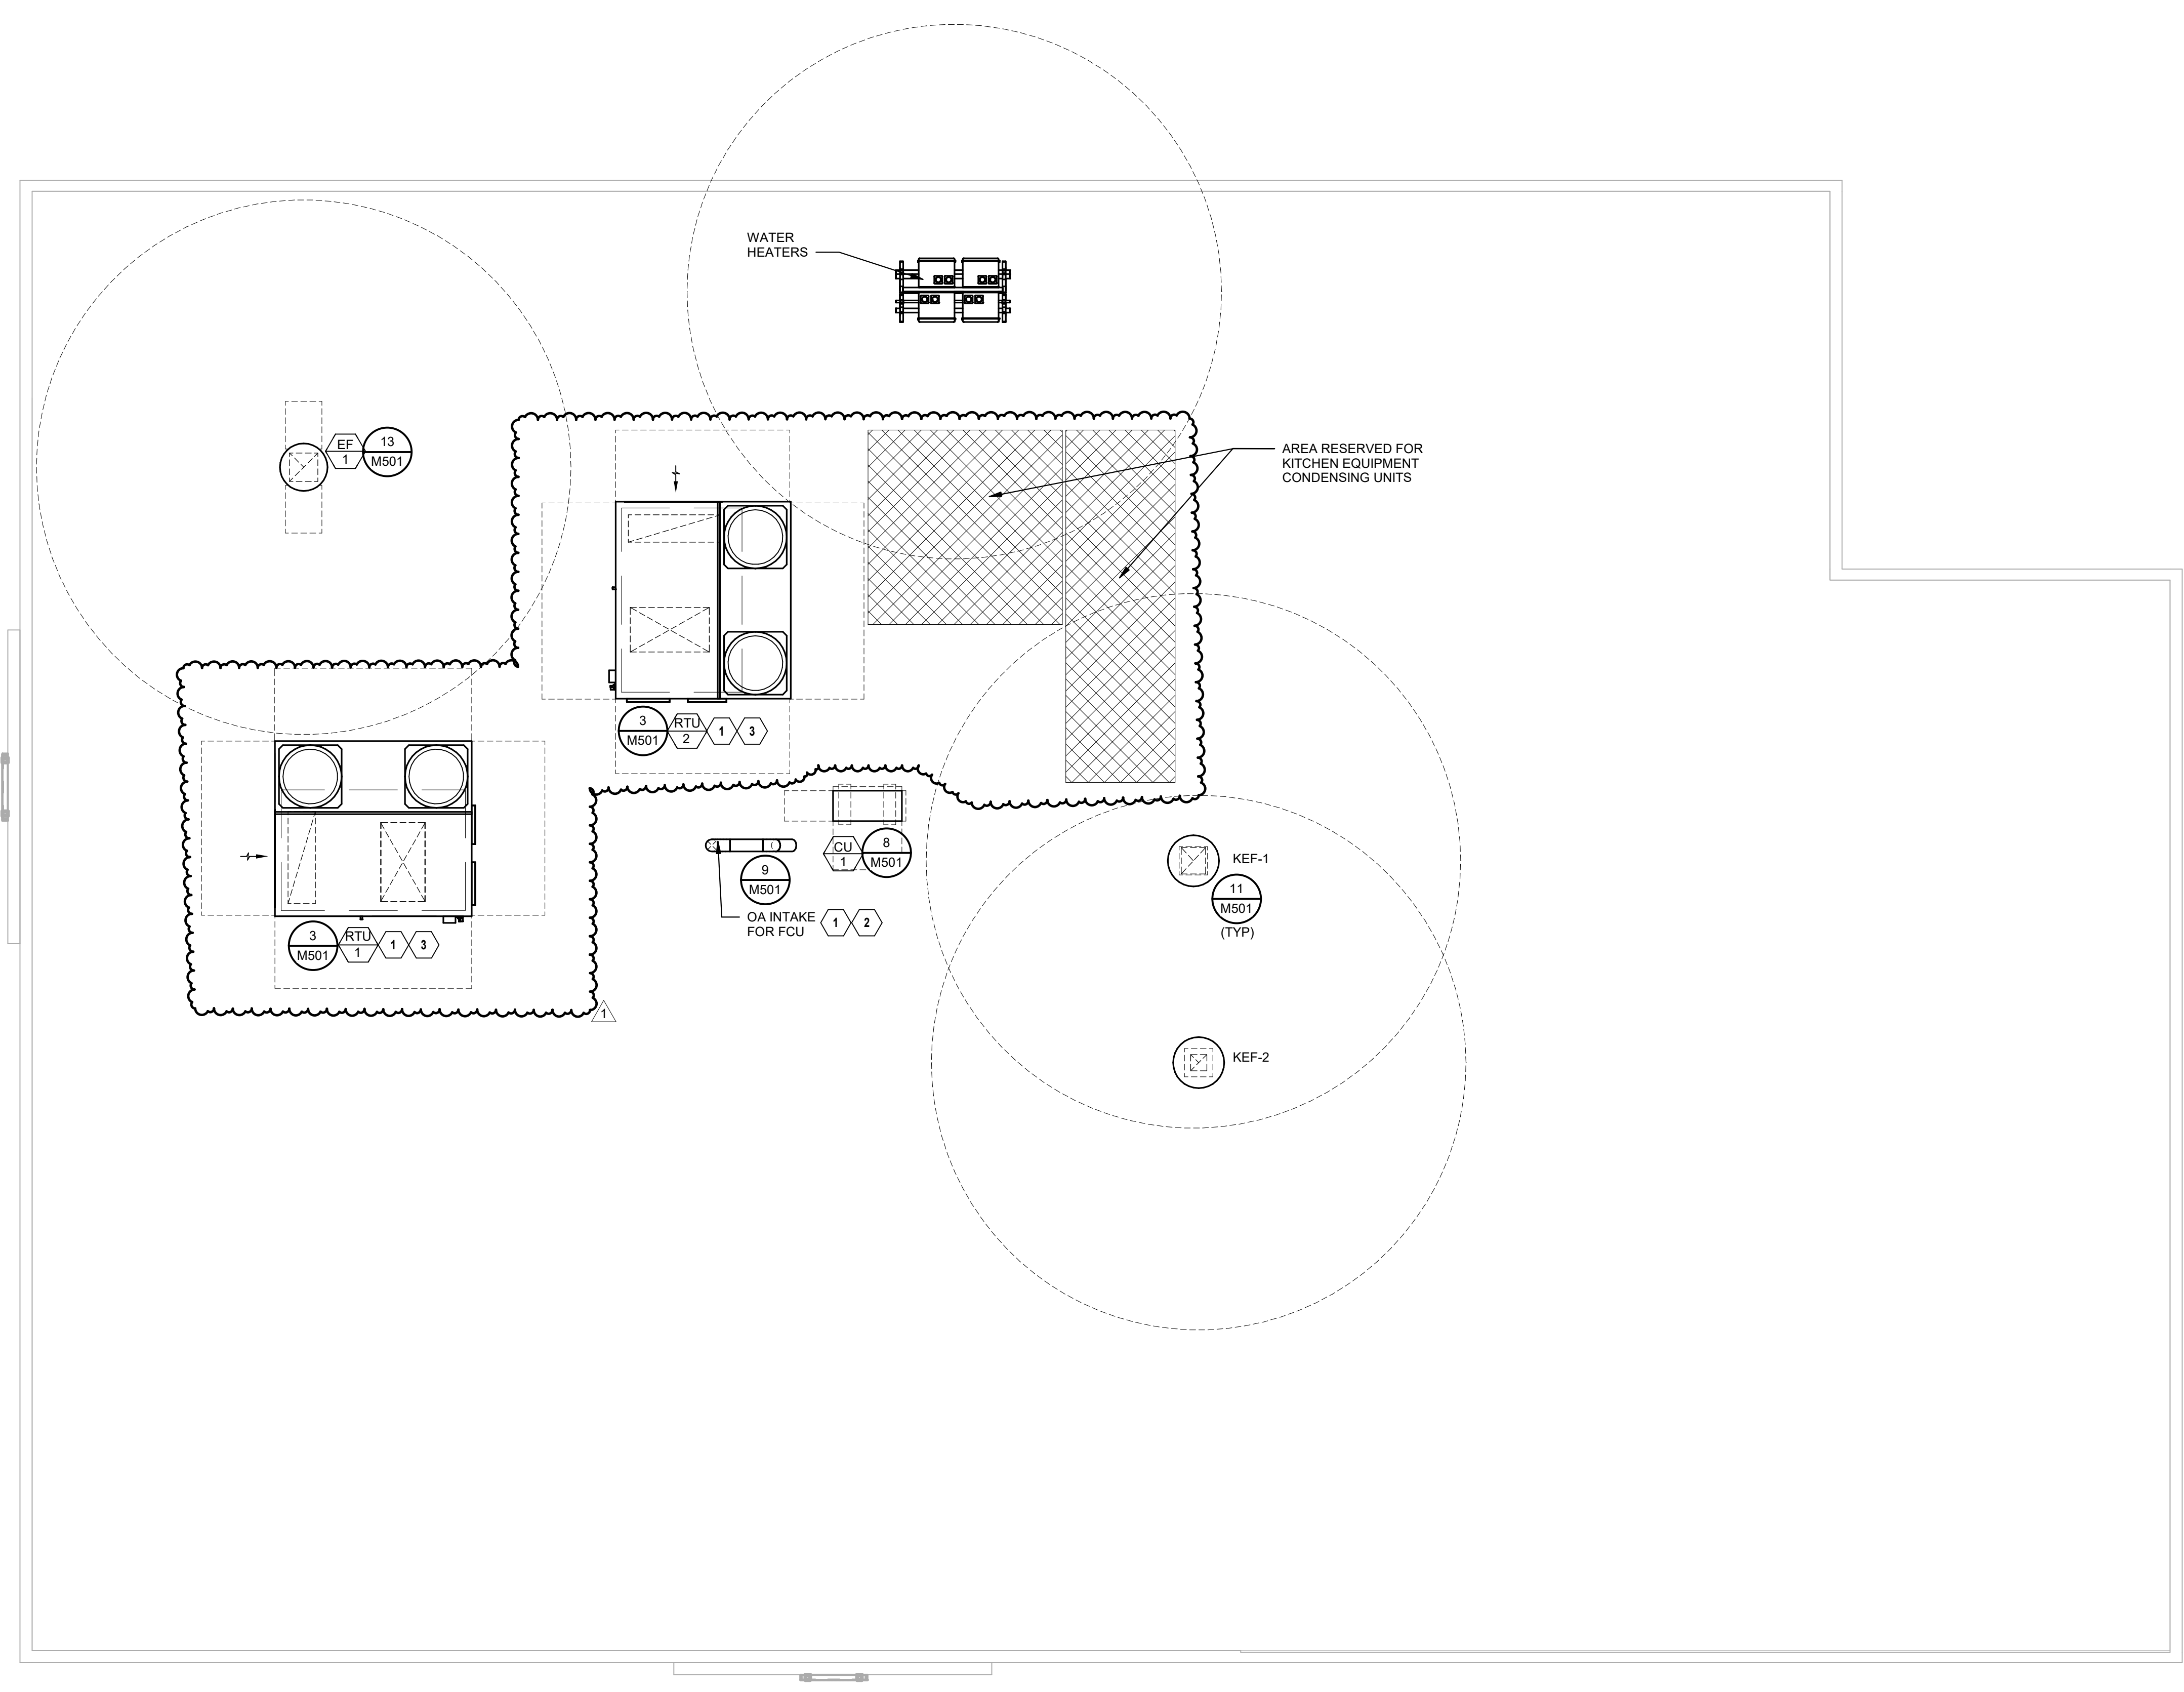 WATER
HEATERS
EF
1
13
M501
AREA RESERVED FOR
KITCHEN EQUIPMENT
CONDENSING UNITS
3
M501
RTU
2
1
3
CU
1
8
M501
9
M501
OA INTAKE
FOR FCU
1
2
KEF-1
11
M501
(TYP)
3
M501
RTU
1
1
3
1
KEF-2